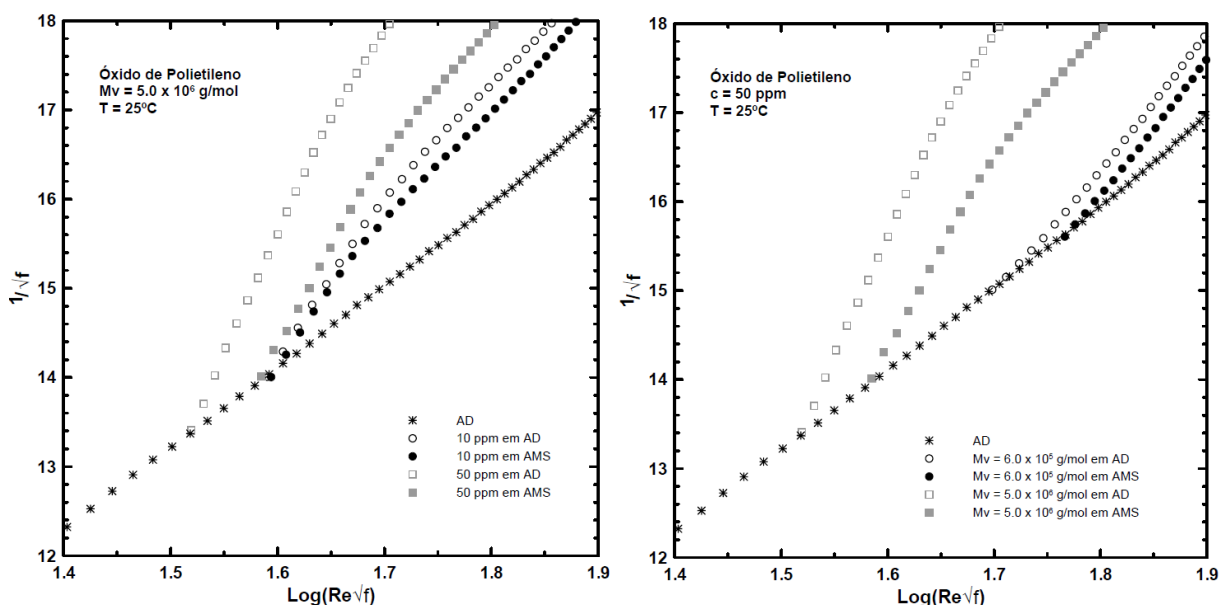 18
17
16
15
14
13
12
1/√f
Óxido de Polietileno
Mv = 5.0 x 10⁶ g/mol
T = 25ºC
AD
10 ppm em AD
10 ppm em AMS
50 ppm em AD
50 ppm em AMS
1.4 1.5 1.6 1.7 1.8 1.9
Log(Re√f)
18
17
16
15
14
13
12
1/√f
Óxido de Polietileno
c = 50 ppm
T = 25ºC
AD
Mv = 6.0 x 10⁵ g/mol em AD
Mv = 6.0 x 10⁵ g/mol em AMS
Mv = 5.0 x 10⁶ g/mol em AD
Mv = 5.0 x 10⁶ g/mol em AMS
1.4 1.5 1.6 1.7 1.8 1.9
Log(Re√f)